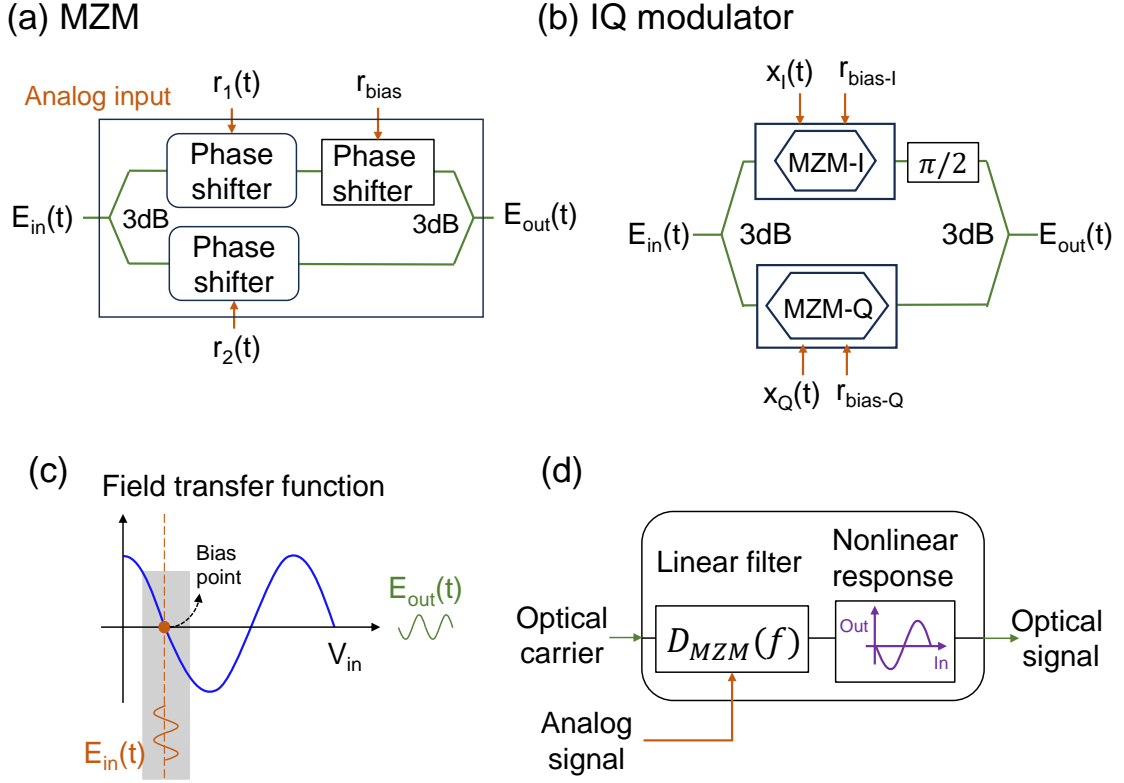 (a) MZM
Analog input
r1(t)
rbias
Phase
shifter
Phase
shifter
Ein(t)
3dB
3dB
Eout(t)
Phase
shifter
r2(t)
(b) IQ modulator
xI(t)
rbias-I
MZM-I
π/2
Ein(t)
3dB
3dB
Eout(t)
MZM-Q
xQ(t)
rbias-Q
(c)
Field transfer function
Bias
point
Eout(t)
Vin
Ein(t)
(d)
Linear filter
Nonlinear
response
Optical
carrier
DMZM(f)
Out
In
Optical
signal
Analog
signal